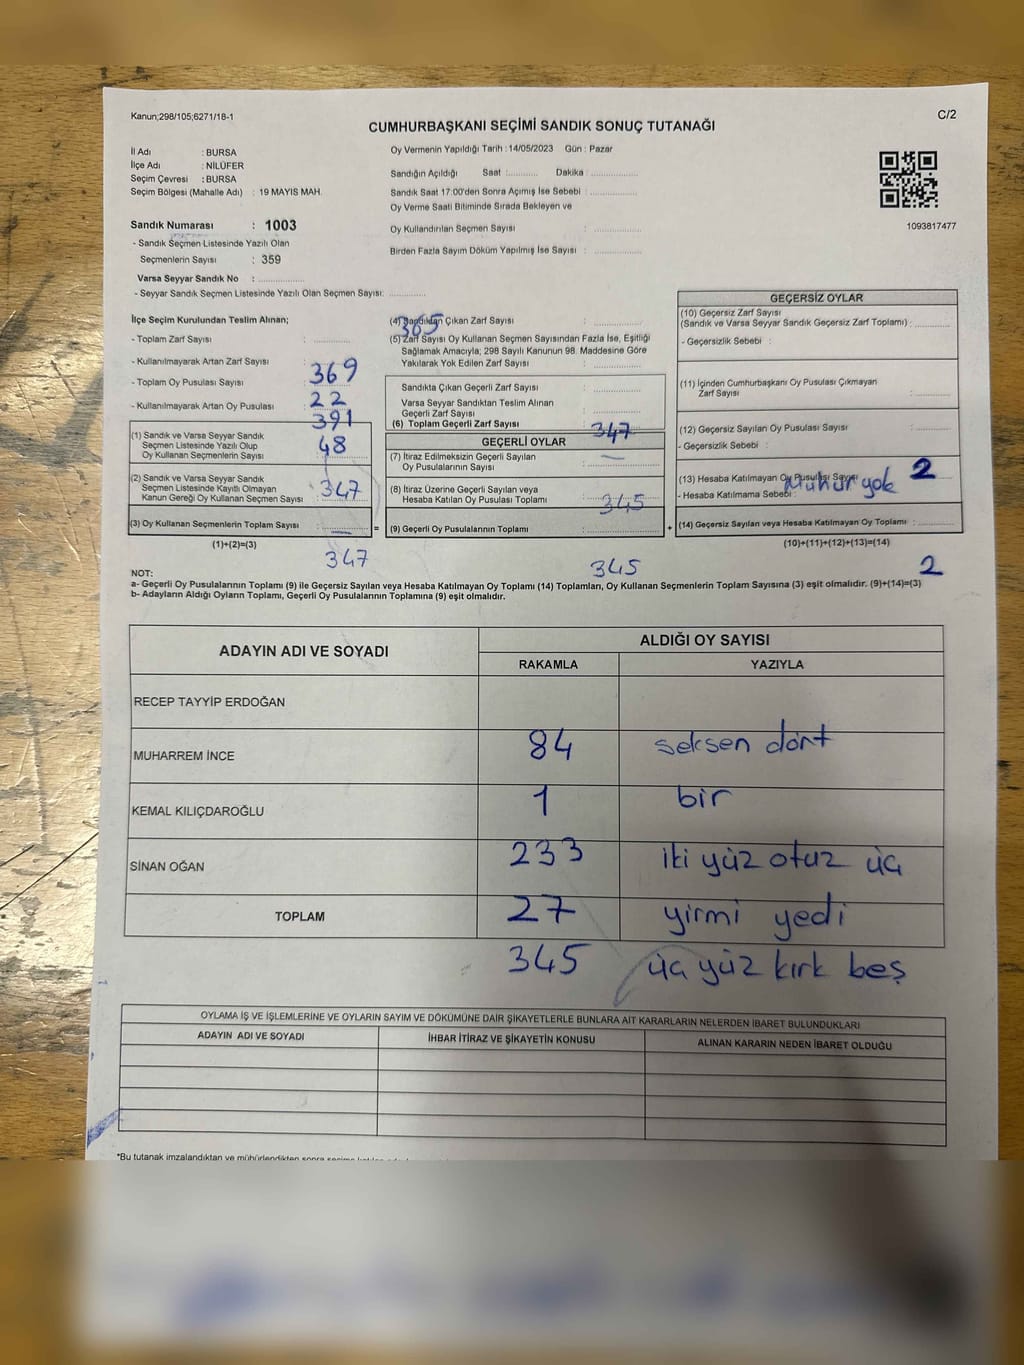 Kanun;298/105;6271/18-1
C/2
CUMHURBAŞKANI SEÇİMİ SANDIK SONUÇ TUTANAĞI
İl Adı : BURSA
İlçe Adı : NİLÜFER
Seçim Çevresi : BURSA
Seçim Bölgesi (Mahalle Adı) : 19 MAYIS MAH.
Sandık Numarası : 1003
- Sandık Seçmen Listesinde Yazılı Olan
Seçmenlerin Sayısı : 359
Varsa Seyyar Sandık No :
- Seyyar Sandık Seçmen Listesinde Yazılı Olan Seçmen Sayısı:
Oy Vermenin Yapıldığı Tarih : 14/05/2023 Gün : Pazar
Sandığın Açıldığı Saat : Dakika :
Sandık Saat 17:00'den Sonra Açımış İse Sebebi :
Oy Verme Saati Bitiminde Sırada Bekleyen ve
Oy Kullandırılan Seçmen Sayısı :
Birden Fazla Sayım Döküm Yapılmış İse Sayısı :
1093817477
İlçe Seçim Kurulundan Teslim Alınan;
- Toplam Zarf Sayısı :
- Kullanılmayarak Artan Zarf Sayısı :
369
- Toplam Oy Pusulası Sayısı :
22
- Kullanılmayarak Artan Oy Pusulası :
391
(1) Sandık ve Varsa Seyyar Sandık
Seçmen Listesinde Yazılı Olup
Oy Kullanan Seçmenlerin Sayısı :
48
(2) Sandık ve Varsa Seyyar Sandık
Seçmen Listesinde Kayıtlı Olmayan
Kanun Gereği Oy Kullanan Seçmen Sayısı :
347
(3) Oy Kullanan Seçmenlerin Toplam Sayısı : =
(1)+(2)=(3)
347
(4) Sandıktan Çıkan Zarf Sayısı :
365
(5) Zarf Sayısı Oy Kullanan Seçmen Sayısından Fazla İse, Eşitliği
Sağlamak Amacıyla; 298 Sayılı Kanunun 98. Maddesine Göre
Yakılarak Yok Edilen Zarf Sayısı :
Sandıkta Çıkan Geçerli Zarf Sayısı :
Varsa Seyyar Sandıktan Teslim Alınan
Geçerli Zarf Sayısı :
(6) Toplam Geçerli Zarf Sayısı :
347
GEÇERLİ OYLAR
(7) İtiraz Edilmeksizin Geçerli Sayılan
Oy Pusulalarının Sayısı :
(8) İtiraz Üzerine Geçerli Sayılan veya
Hesaba Katılan Oy Pusulası Toplamı :
345
(9) Geçerli Oy Pusulalarının Toplamı : +
345
GEÇERSİZ OYLAR
(10) Geçersiz Zarf Sayısı
(Sandık ve Varsa Seyyar Sandık Geçersiz Zarf Toplamı) :
- Geçersizlik Sebebi :
(11) İçinden Cumhurbaşkanı Oy Pusulası Çıkmayan
Zarf Sayısı :
(12) Geçersiz Sayılan Oy Pusulası Sayısı :
- Geçersizlik Sebebi :
(13) Hesaba Katılmayan Oy Pusulası Sayısı 2
- Hesaba Katılmama Sebebi : Mühür yok
(14) Geçersiz Sayılan veya Hesaba Katılmayan Oy Toplamı :
(10)+(11)+(12)+(13)=(14)
2
NOT:
a- Geçerli Oy Pusulalarının Toplamı (9) ile Geçersiz Sayılan veya Hesaba Katılmayan Oy Toplamı (14) Toplamları, Oy Kullanan Seçmenlerin Toplam Sayısına (3) eşit olmalıdır. (9)+(14)=(3)
b- Adayların Aldığı Oyların Toplamı, Geçerli Oy Pusulalarının Toplamına (9) eşit olmalıdır.
ADAYIN ADI VE SOYADI
ALDIĞI OY SAYISI
RAKAMLA YAZIYLA
RECEP TAYYİP ERDOĞAN
84 seksen dört
MUHARREM İNCE
1 bir
KEMAL KILIÇDAROĞLU
233 iki yüz otuz üç
SİNAN OĞAN
27 yirmi yedi
TOPLAM
345 üç yüz kırk beş
OYLAMA İŞ VE İŞLEMLERİNE VE OYLARIN SAYIM VE DÖKÜMÜNE DAİR ŞİKAYETLERLE BUNLARA AİT KARARLARIN NELERDEN İBARET BULUNDUKLARI
ADAYIN ADI VE SOYADI İHBAR İTİRAZ VE ŞİKAYETİN KONUSU ALINAN KARARIN NEDEN İBARET OLDUĞU
*Bu tutanak imzalandıktan ve mühürlendikten sonra